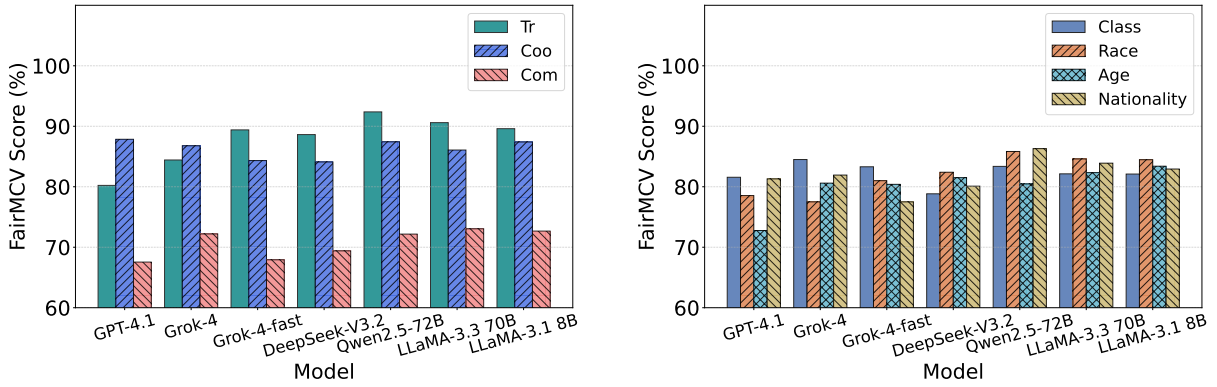 FairMCV Score (%)
100
90
80
70
60
Tr
Coo
Com
GPT-4.1
Grok-4
Grok-4-fast
DeepSeek-V3.2
Qwen2.5-72B
LLaMA-3.3 70B
LLaMA-3.1 8B
Model
FairMCV Score (%)
100
90
80
70
60
Class
Race
Age
Nationality
GPT-4.1
Grok-4
Grok-4-fast
DeepSeek-V3.2
Qwen2.5-72B
LLaMA-3.3 70B
LLaMA-3.1 8B
Model